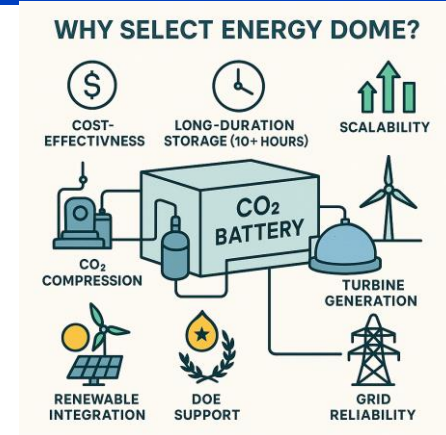 WHY SELECT ENERGY DOME?
$
COST-
EFFECTIVNESS
LONG-DURATION
STORAGE (10+ HOURS)
SCALABILITY
CO₂
BATTERY
CO₂
COMPRESSION
TURBINE
GENERATION
RENEWABLE
INTEGRATION
DOE
SUPPORT
GRID
RELIABILITY